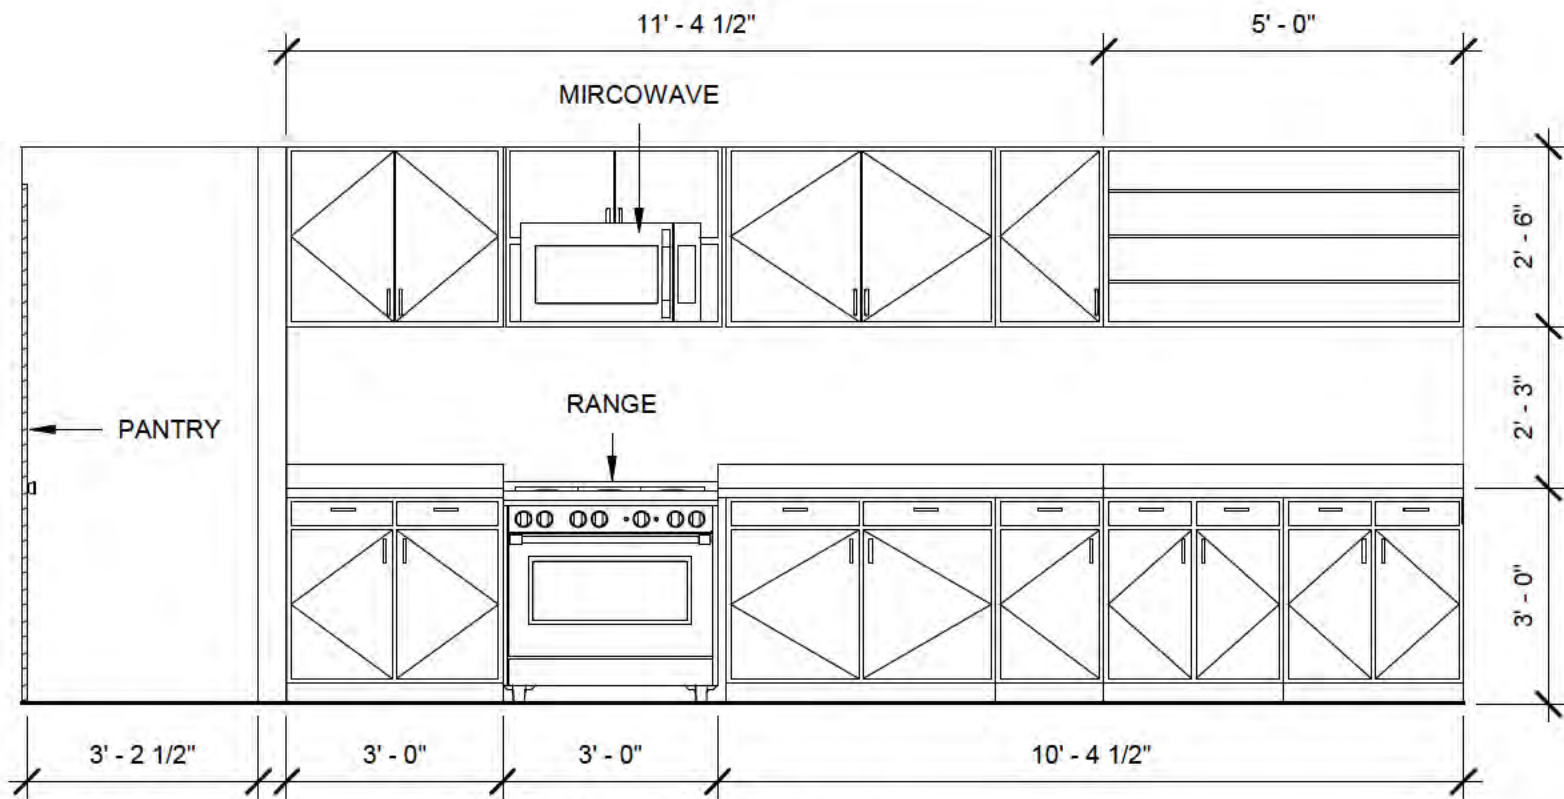 11' - 4 1/2"
5' - 0"
MIRCOWAVE
2' - 6"
RANGE
2' - 3"
PANTRY
3' - 0"
3' - 2 1/2"
3' - 0"
3' - 0"
10' - 4 1/2"